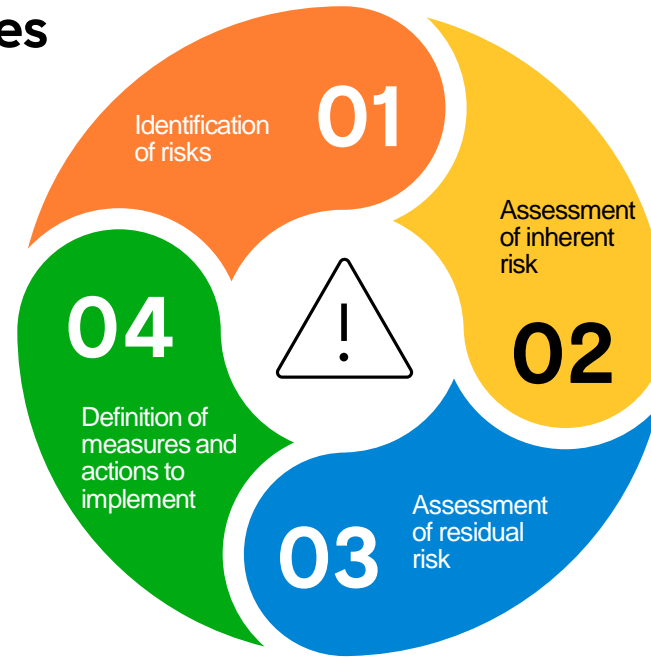 es
01
Identification
of risks
Assessment
of inherent
risk
02
03
Assessment
of residual
risk
04
Definition of
measures and
actions to
implement